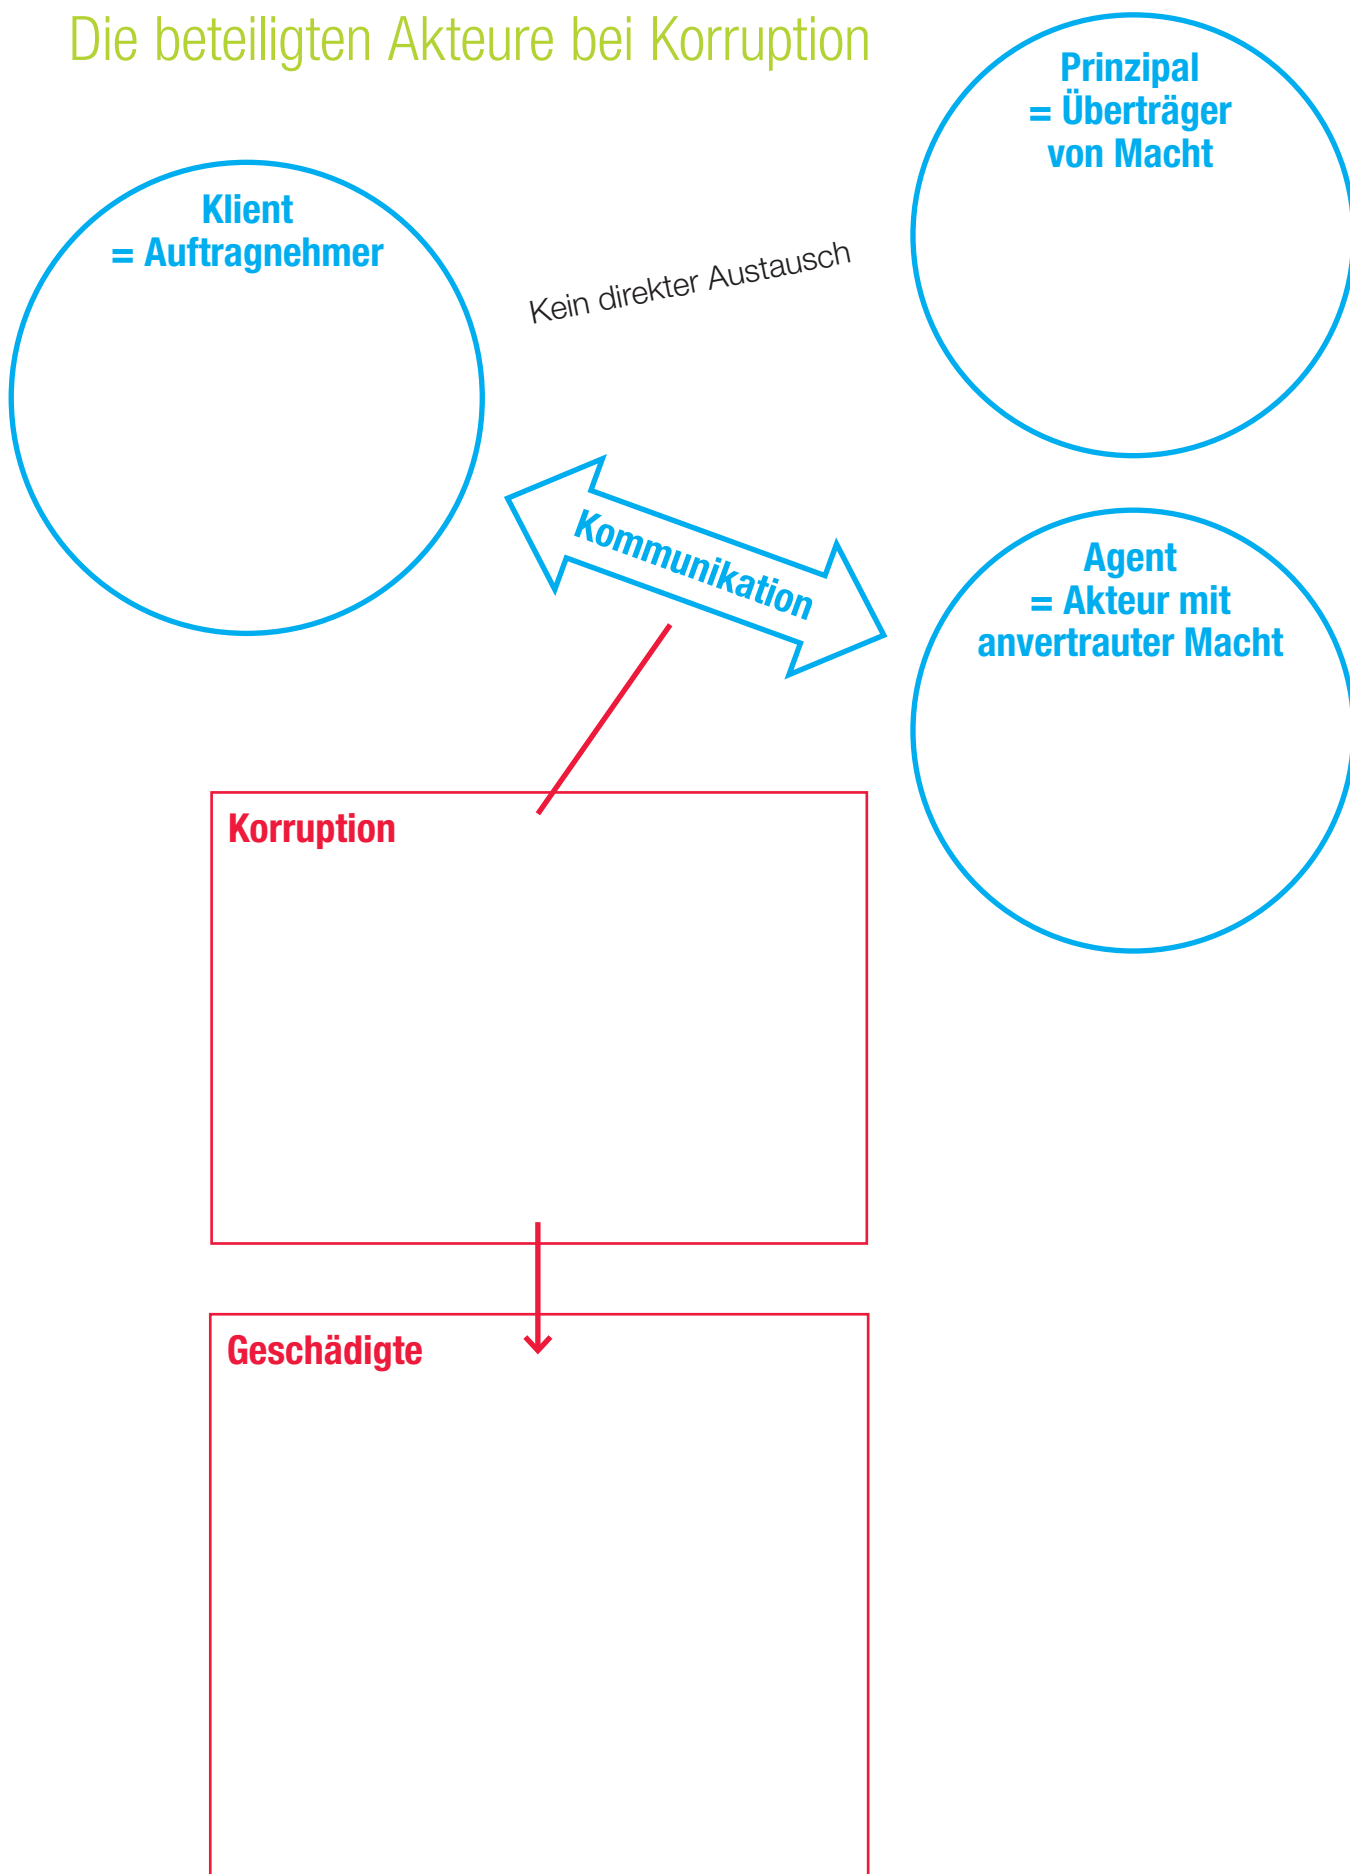 Die beteiligten Akteure bei Korruption
Prinzipal
= Überträger
von Macht
Klient
= Auftragnehmer
Kein direkter Austausch
Kommunikation
Agent
= Akteur mit
anvertrauter Macht
Korruption
Geschädigte